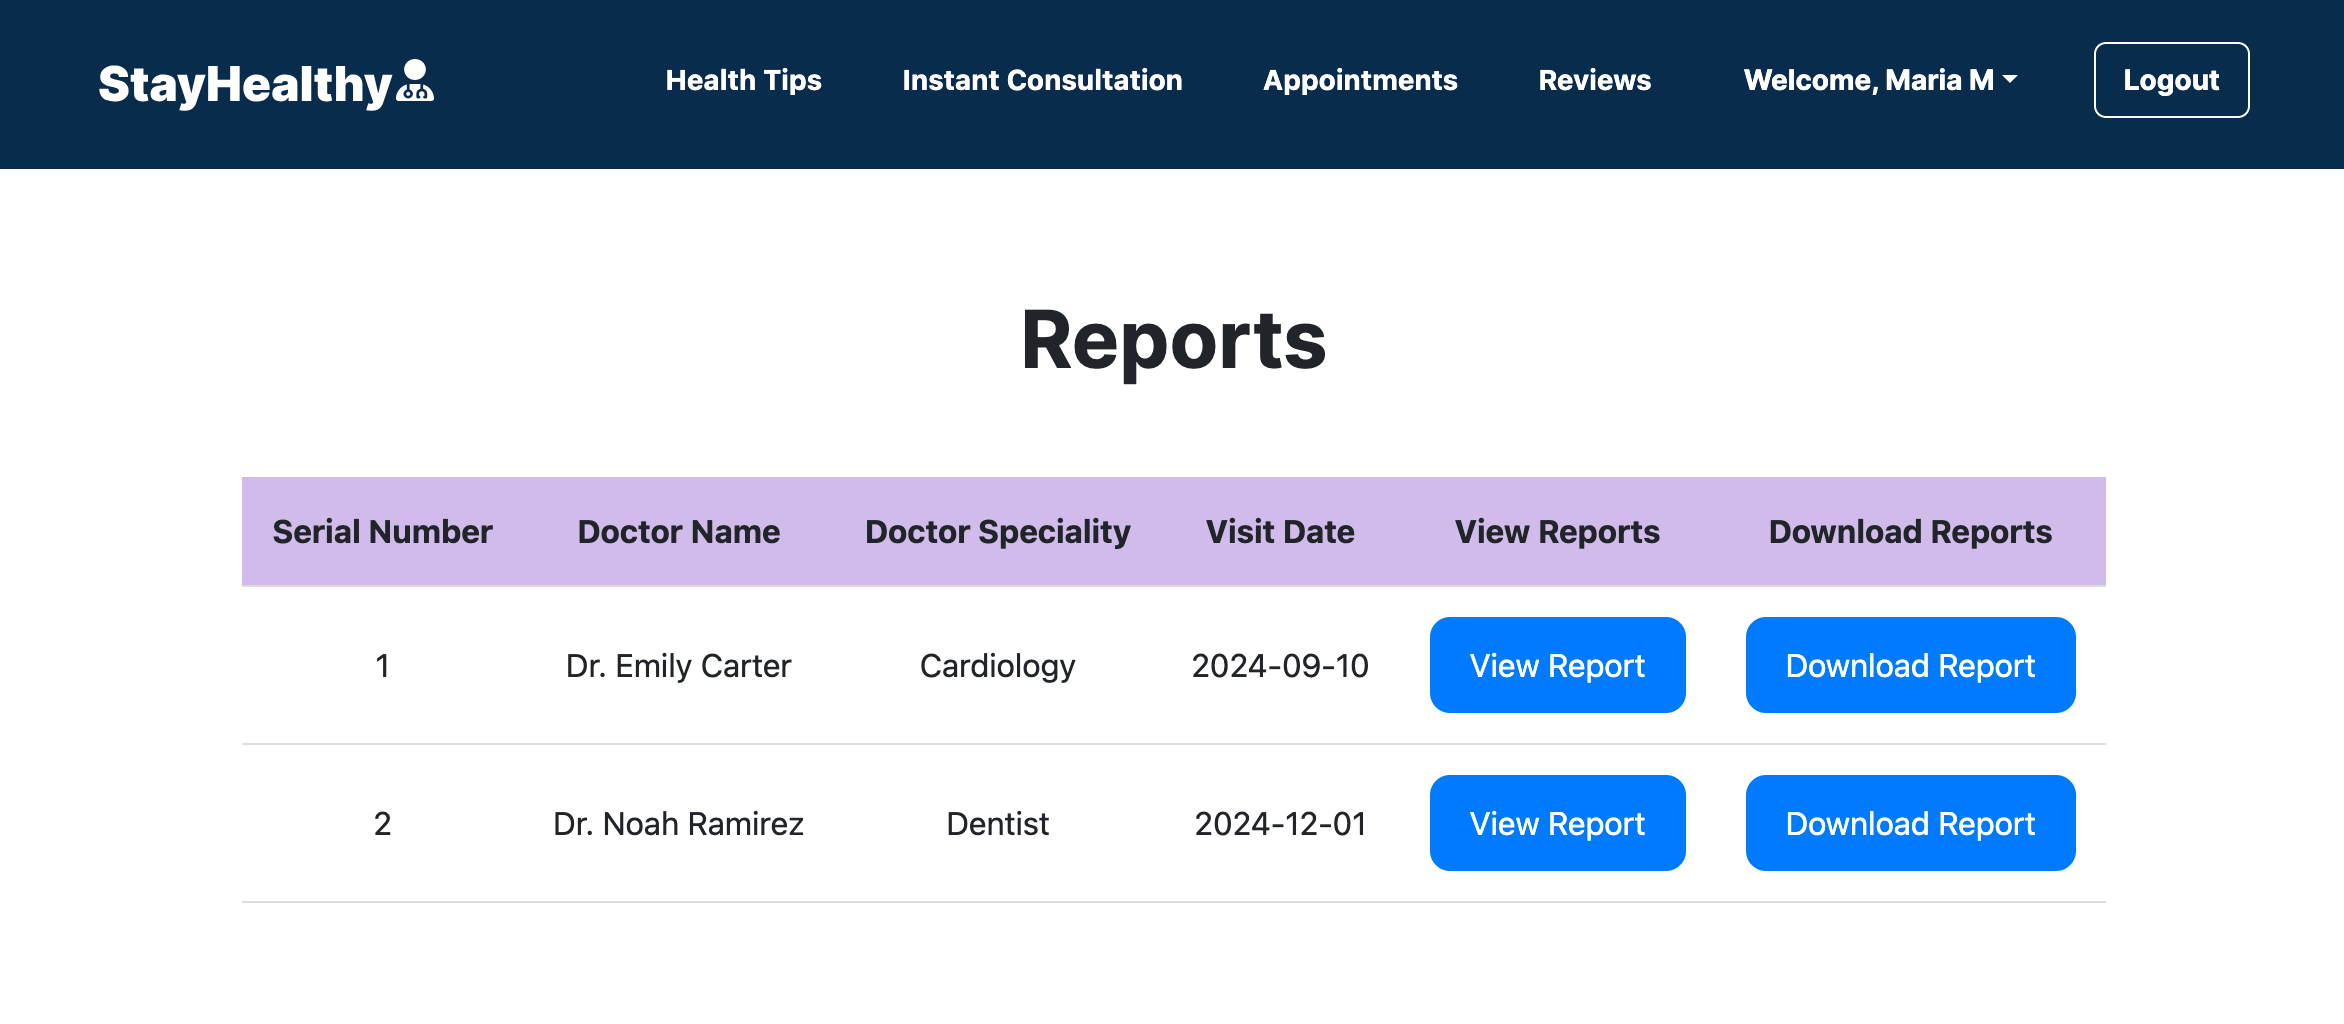 StayHealthy Health Tips Instant Consultation Appointments Reviews Welcome, Maria M Logout
Reports
Serial Number Doctor Name Doctor Speciality Visit Date View Reports Download Reports
1 Dr. Emily Carter Cardiology 2024-09-10 View Report Download Report
2 Dr. Noah Ramirez Dentist 2024-12-01 View Report Download Report